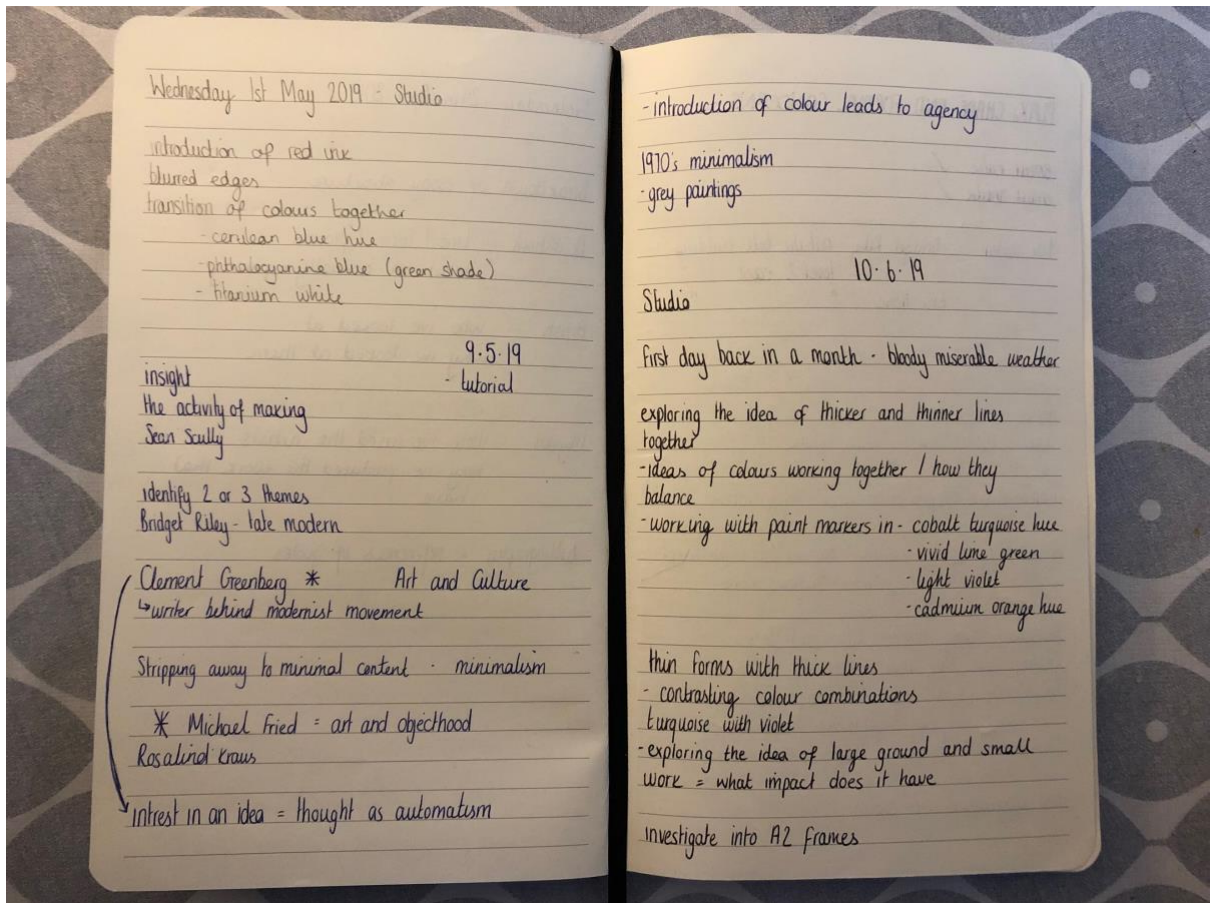 Wednesday 1st May 2019 - Studio
introduction of red ink
blurred edges
transition of colours together
- cerulean blue hue
- phthalocyanine blue (green shade)
- titanium white
9.5.19
insight - tutorial
the activity of making
Sean Scully
identify 2 or 3 themes
Bridget Riley - late modern
Clement Greenberg * Art and Culture
↳ writer behind modernist movement
Stripping away to minimal content - minimalism
* Michael Fried = art and objecthood
Rosalind Kraus
Intrest in an idea = thought as automatism
- introduction of colour leads to agency
1970's minimalism
- grey paintings
10.6.19
Studio
first day back in a month - bloody miserable weather
exploring the idea of thicker and thinner lines
together
- ideas of colours working together / how they
balance
- working with paint markers in - cobalt turquoise hue
- vivid lime green
- light violet
- cadmium orange hue
thin forms with thick lines
- contrasting colour combinations
turquoise with violet
- exploring the idea of large ground and small
work = what impact does it have
investigate into A2 frames